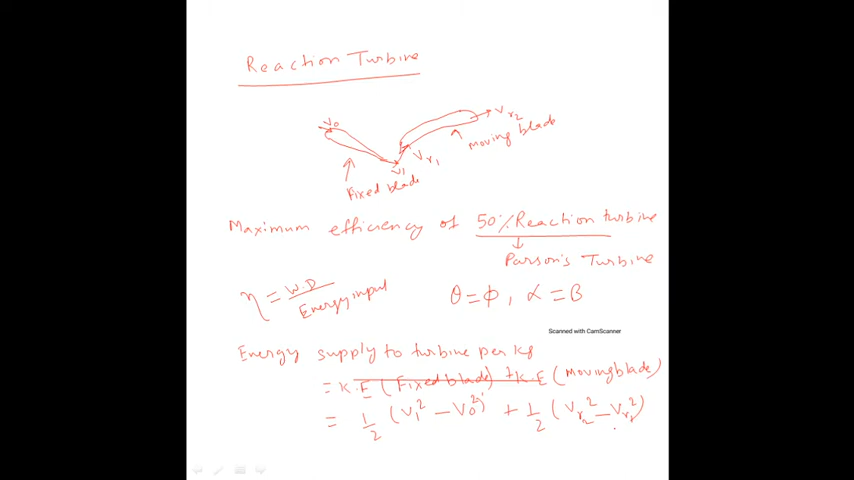 Reaction Turbine
V0
Vr2
moving blade
Vr1
V1
Fixed blade
Maximum efficiency of 50% Reaction turbine
↓
Parson's Turbine
η = W.D / Energy input
θ = ϕ, α = β
Scanned with CamScanner
Energy supply to turbine per kg
= K.E (Fixed blade) + K.E (Moving blade)
= 1/2 (V1² − V0²) + 1/2 (Vr2² − Vr1²)